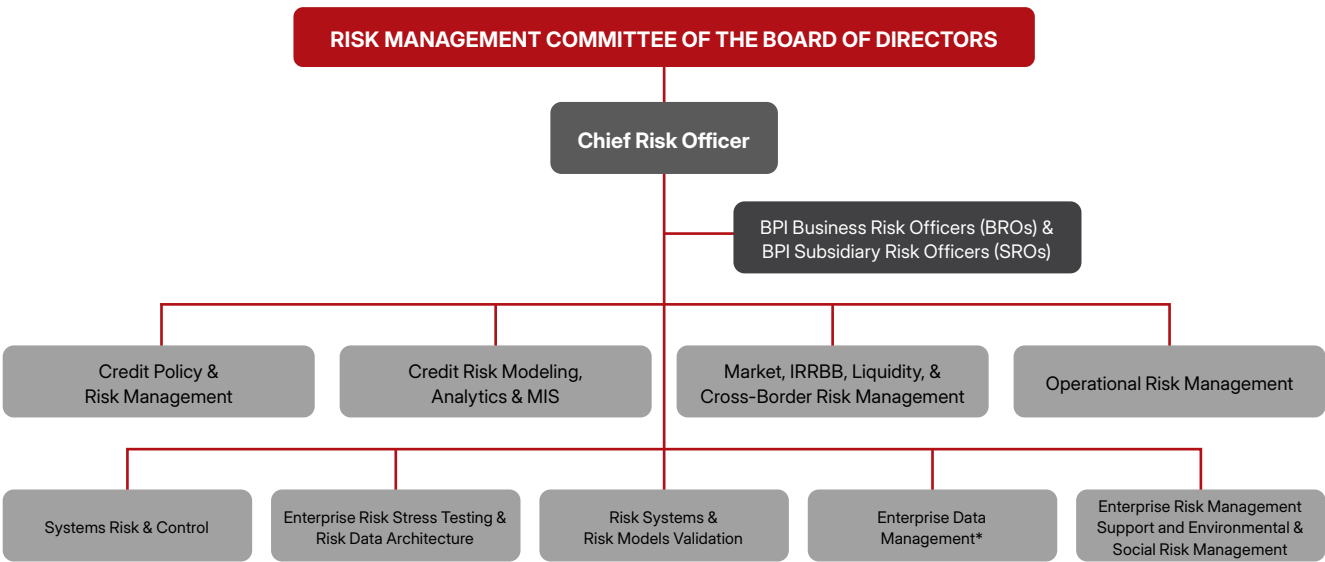 RISK MANAGEMENT COMMITTEE OF THE BOARD OF DIRECTORS
Chief Risk Officer
BPI Business Risk Officers (BROs) &
BPI Subsidiary Risk Officers (SROs)
Credit Policy &
Risk Management
Credit Risk Modeling,
Analytics & MIS
Market, IRRBB, Liquidity, &
Cross-Border Risk Management
Operational Risk Management
Systems Risk & Control
Enterprise Risk Stress Testing &
Risk Data Architecture
Risk Systems &
Risk Models Validation
Enterprise Data
Management*
Enterprise Risk Management
Support and Environmental &
Social Risk Management